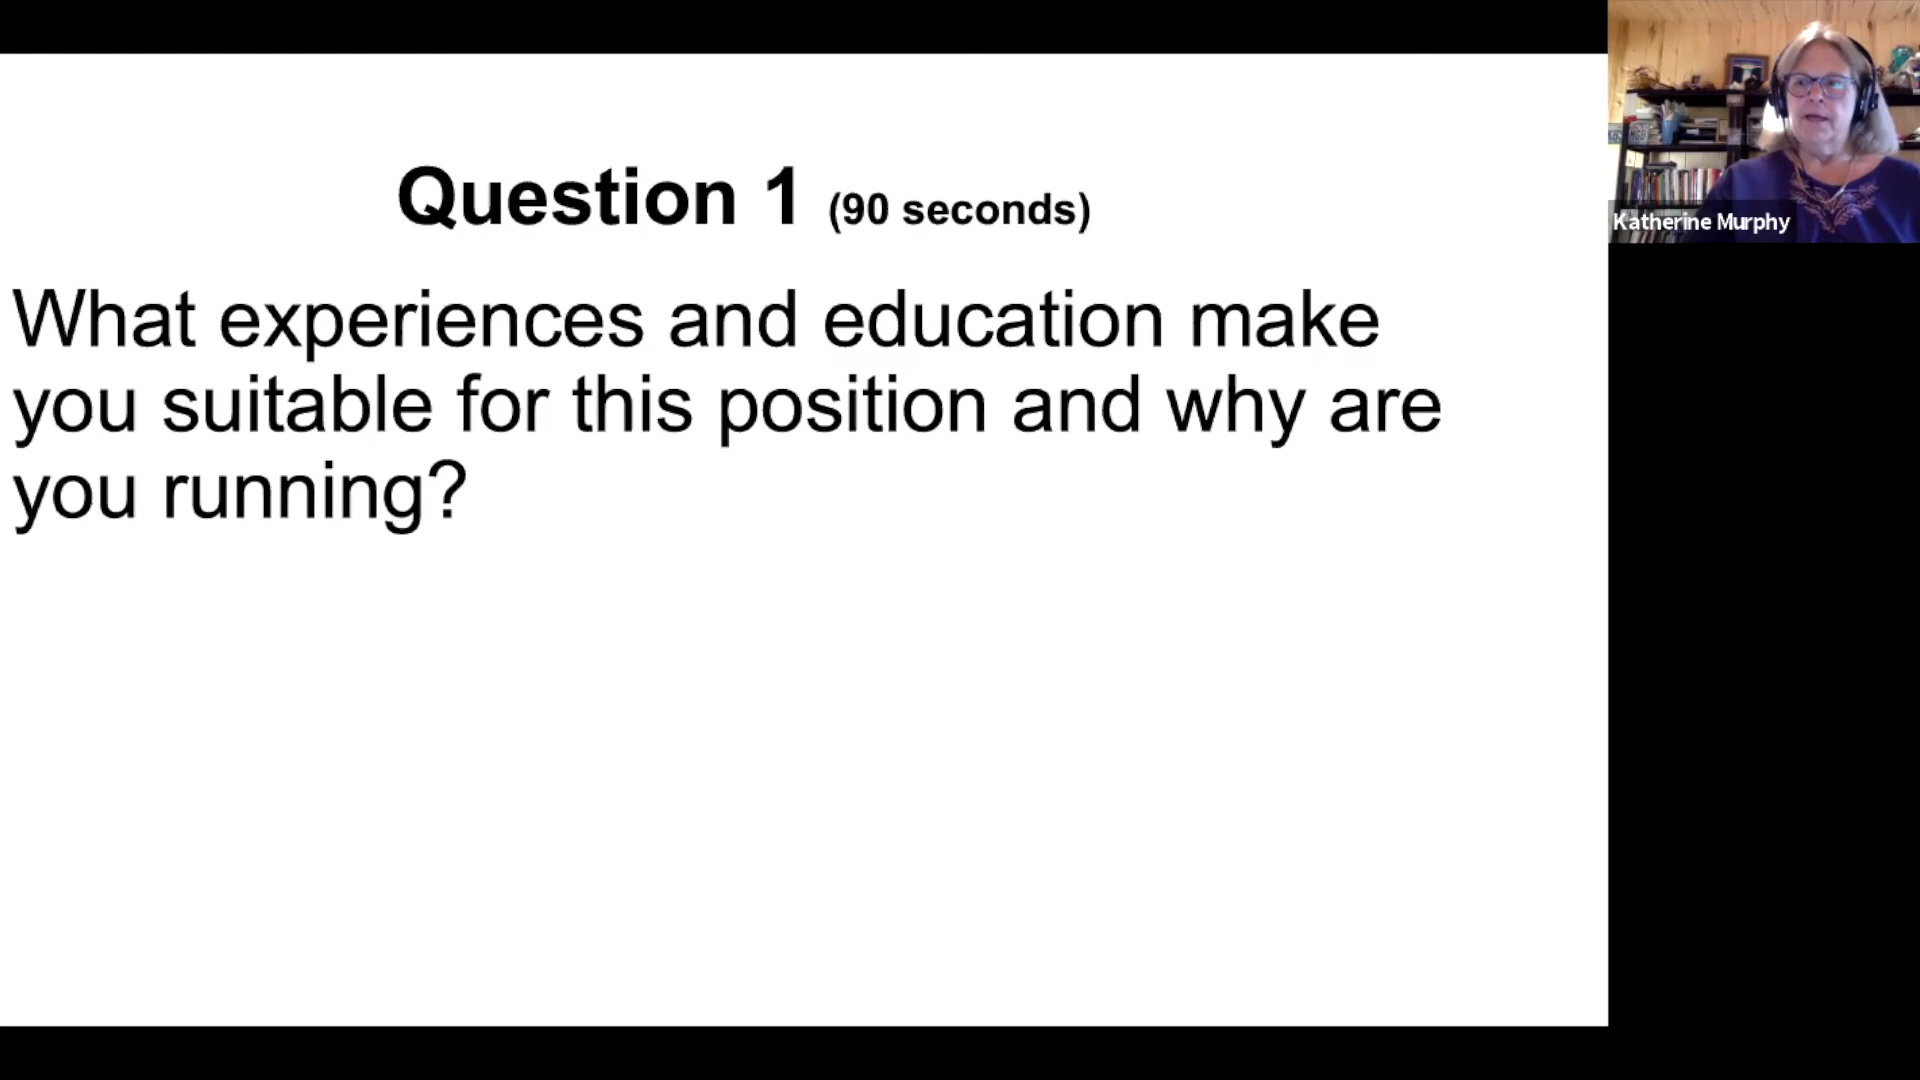 Question 1 (90 seconds)
What experiences and education make
you suitable for this position and why are
you running?
Katherine Murphy